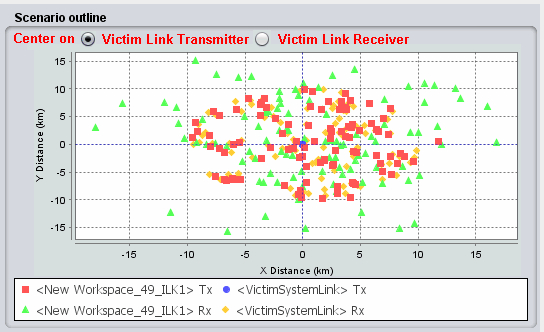 Scenario outline
Center on Victim Link Transmitter Victim Link Receiver
15
10
5
0
-5
-10
-15
Y Distance (km)
-15 -10 -5 0 5 10 15
X Distance (km)
<New Workspace_49_ILK1> Tx <VictimSystemLink> Tx
<New Workspace_49_ILK1> Rx <VictimSystemLink> Rx